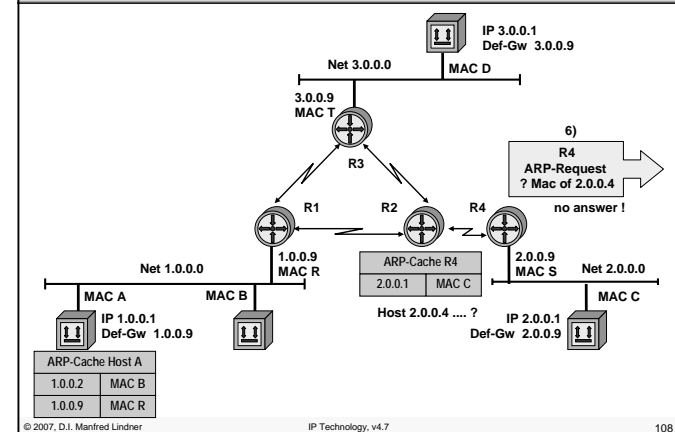 IP 3.0.0.1
Def-Gw 3.0.0.9
Net 3.0.0.0
MAC D
3.0.0.9
MAC T
R3
6)
R4
ARP-Request
? Mac of 2.0.0.4
no answer !
R1
R2
R4
1.0.0.9
MAC R
ARP-Cache R4
2.0.0.1 MAC C
2.0.0.9
MAC S
Net 2.0.0.0
Net 1.0.0.0
MAC A
MAC B
MAC C
Host 2.0.0.4 .... ?
IP 1.0.0.1
Def-Gw 1.0.0.9
IP 2.0.0.1
Def-Gw 2.0.0.9
ARP-Cache Host A
1.0.0.2 MAC B
1.0.0.9 MAC R
© 2007, D.I. Manfred Lindner
IP Technology, v4.7
108